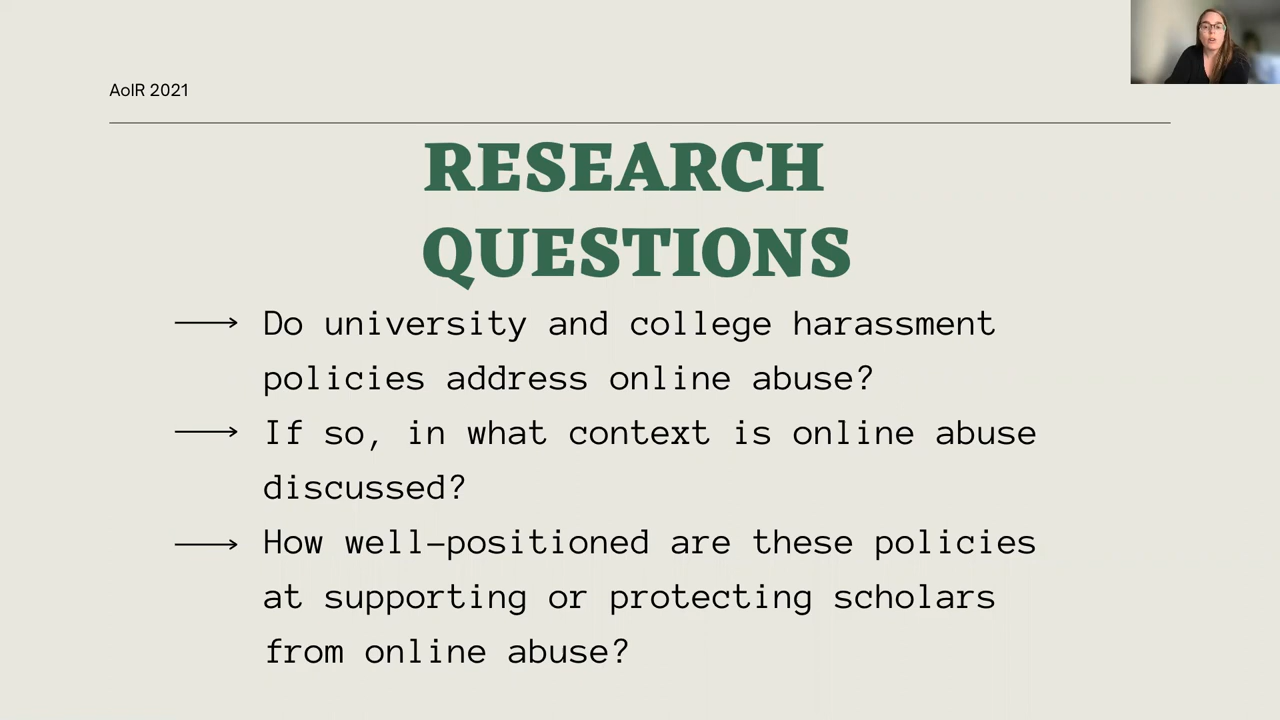 AoIR 2021
RESEARCH
QUESTIONS
Do university and college harassment
policies address online abuse?
If so, in what context is online abuse
discussed?
How well-positioned are these policies
at supporting or protecting scholars
from online abuse?